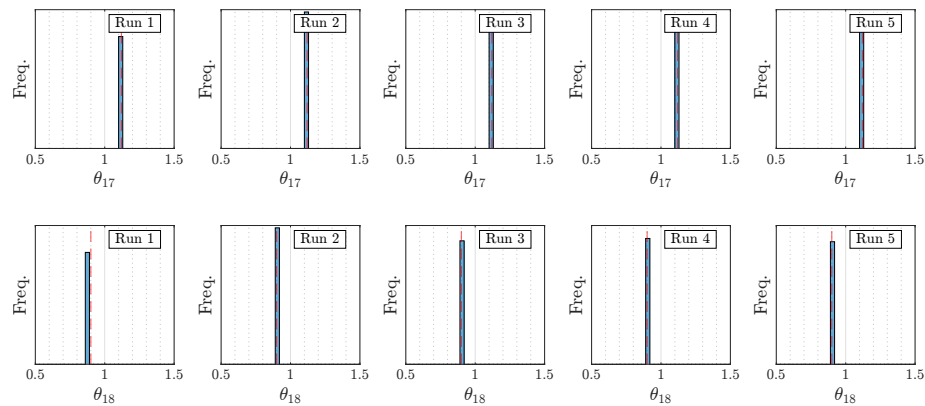 Run 1 Run 2 Run 3 Run 4 Run 5
Freq. Freq. Freq. Freq. Freq.
0.5 1 1.5 0.5 1 1.5 0.5 1 1.5 0.5 1 1.5 0.5 1 1.5
θ17 θ17 θ17 θ17 θ17
Run 1 Run 2 Run 3 Run 4 Run 5
Freq. Freq. Freq. Freq. Freq.
0.5 1 1.5 0.5 1 1.5 0.5 1 1.5 0.5 1 1.5 0.5 1 1.5
θ18 θ18 θ18 θ18 θ18